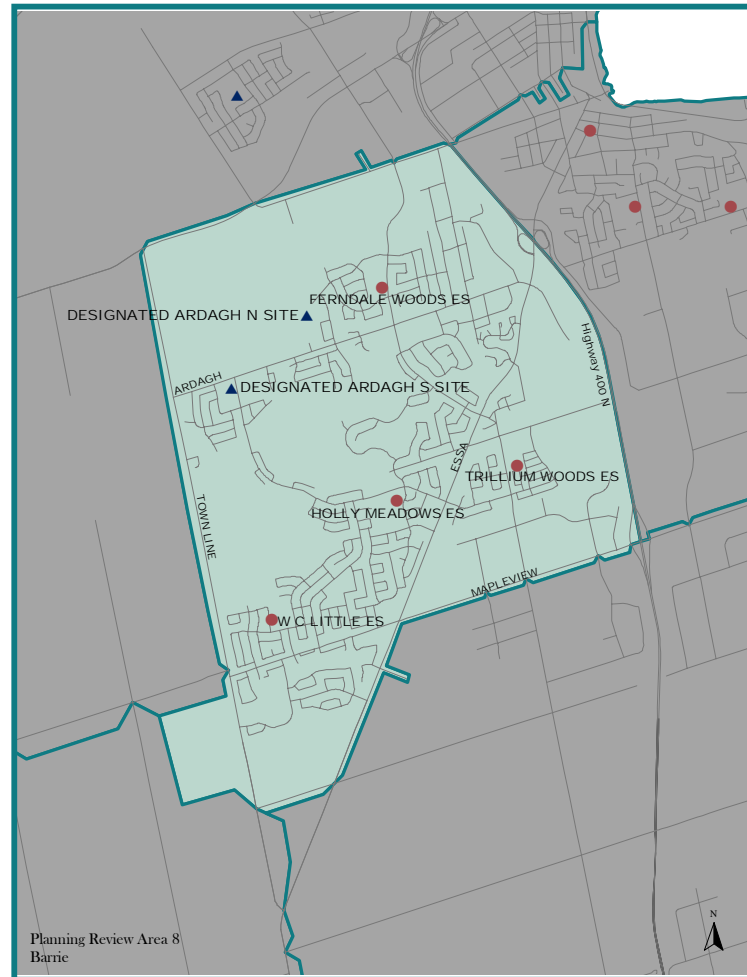 FERNDALE WOODS ES
DESIGNATED ARDAGH N SITE
Highway 400 N
ARDAGH
DESIGNATED ARDAGH S SITE
ESSA
TRILLIUM WOODS ES
TOWN LINE
HOLLY MEADOWS ES
MAPLEVIEW
W C LITTLE ES
N
Planning Review Area 8
Barrie